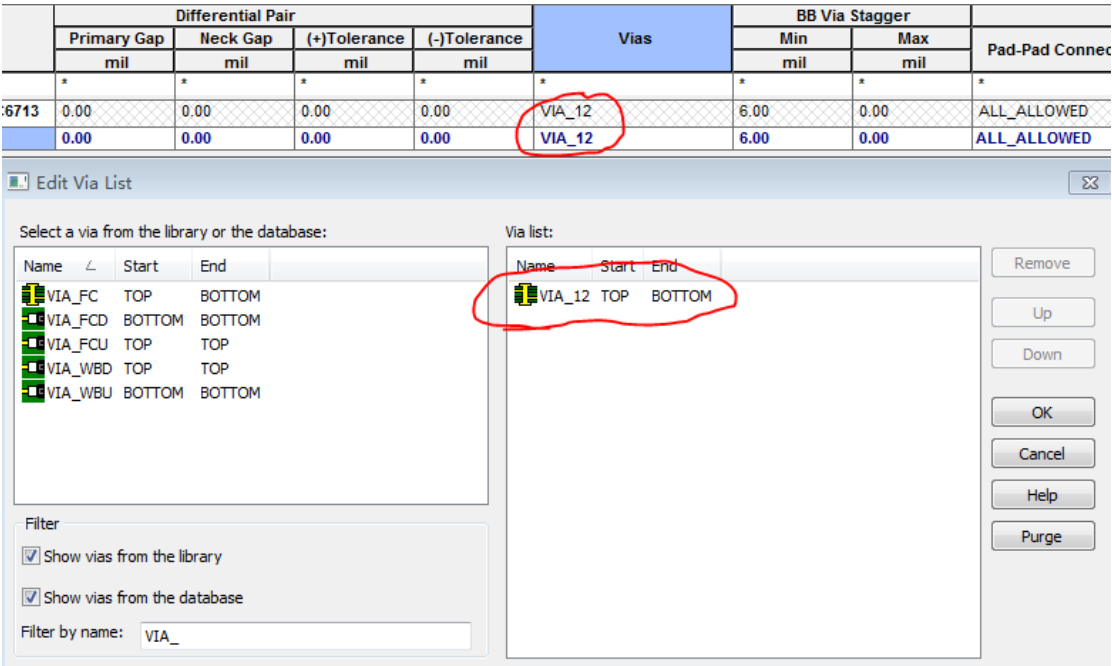 Differential Pair BB Via Stagger
Primary Gap Neck Gap (+)Tolerance (-)Tolerance Vias Min Max
mil mil mil mil mil mil Pad-Pad Connec
* * * * * * * *
C6713 0.00 0.00 0.00 0.00 VIA_12 6.00 0.00 ALL_ALLOWED
0.00 0.00 0.00 0.00 VIA_12 6.00 0.00 ALL_ALLOWED
Edit Via List
Select a via from the library or the database:
Name Start End
VIA_FC TOP BOTTOM
VIA_FCD BOTTOM BOTTOM
VIA_FCU TOP TOP
VIA_WBD TOP TOP
VIA_WBU BOTTOM BOTTOM
Filter
Show vias from the library
Show vias from the database
Filter by name: VIA_
Via list:
Name Start End
VIA_12 TOP BOTTOM
Remove
Up
Down
OK
Cancel
Help
Purge